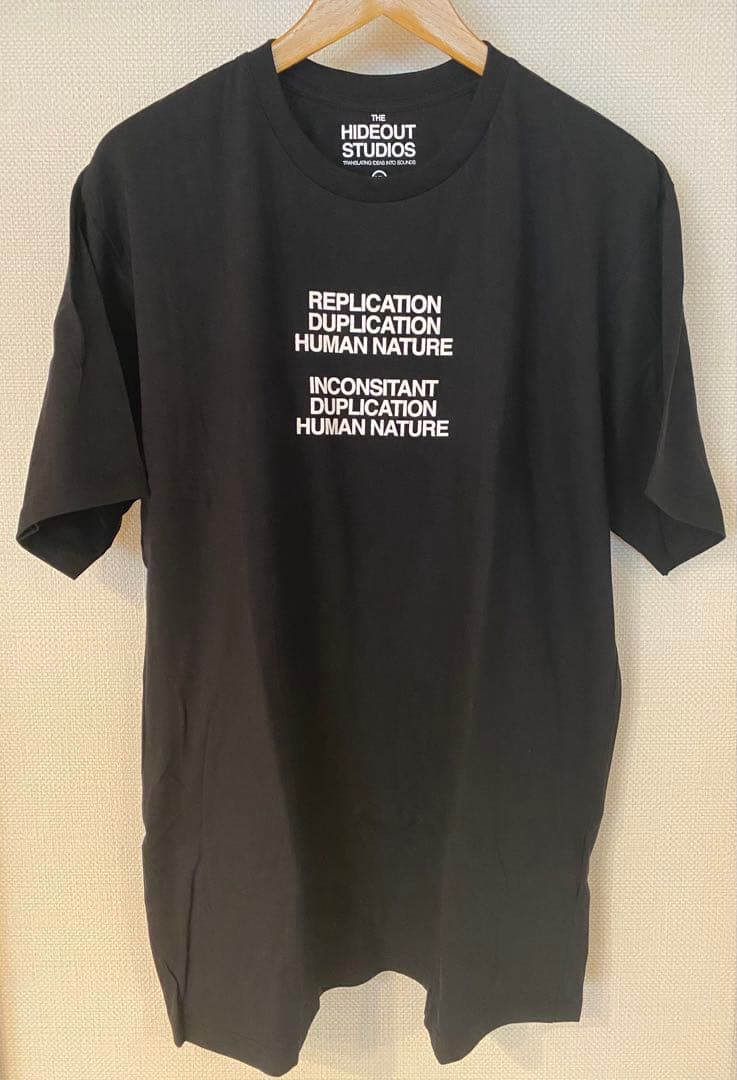 THE
HIDEOUT
STUDIOS
TRANSLATING IDEAS INTO SOUNDS
REPLICATION
DUPLICATION
HUMAN NATURE
INCONSITANT
DUPLICATION
HUMAN NATURE